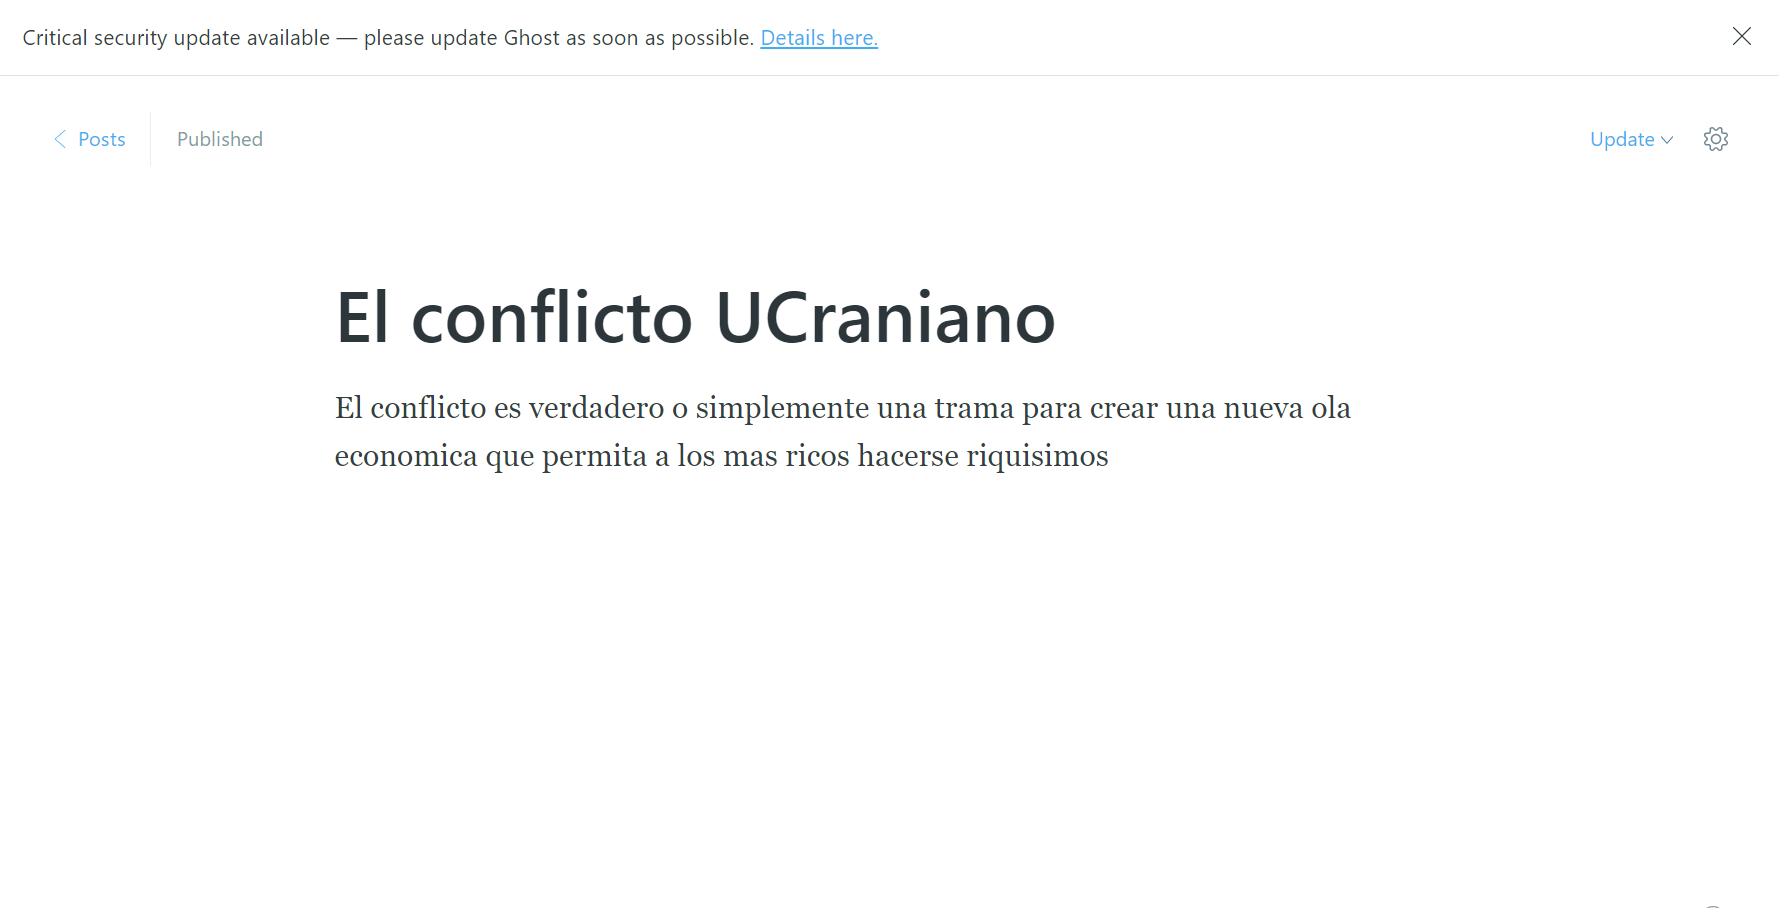 Critical security update available — please update Ghost as soon as possible. Details here.
Posts
Published
Update
El conflicto UCraniano
El conflicto es verdadero o simplemente una trama para crear una nueva ola
economica que permita a los mas ricos hacerse riquisimos